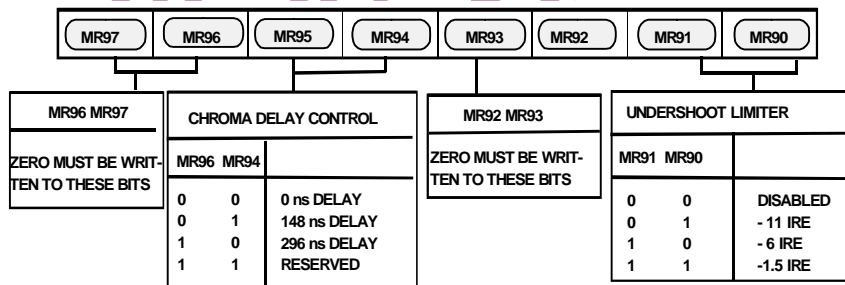 MR97 MR96 MR95 MR94 MR93 MR92 MR91 MR90
MR96 MR97
ZERO MUST BE WRIT-
TEN TO THESE BITS
CHROMA DELAY CONTROL
MR96 MR94
0 0 0 ns DELAY
0 1 148 ns DELAY
1 0 296 ns DELAY
1 1 RESERVED
MR92 MR93
ZERO MUST BE WRIT-
TEN TO THESE BITS
UNDERSHOOT LIMITER
MR91 MR90
0 0 DISABLED
0 1 - 11 IRE
1 0 - 6 IRE
1 1 -1.5 IRE